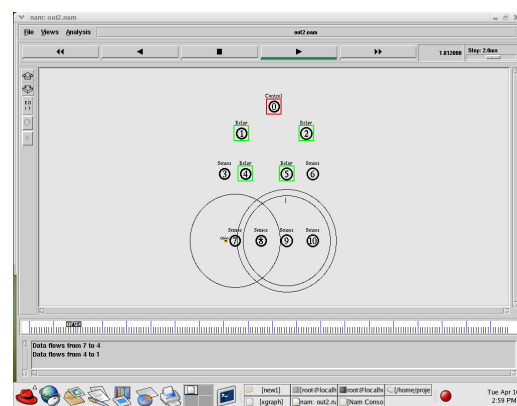 nam: out2.nam
File Views Analysis out2.nam
1.012000 Step: 2.0ms
Control
0
Relay Relay
1 2
Sensor Relay Relay Sensor
3 4 5 6
Sensor Sensor Sensor Sensor
7 8 9 10
TIME
Data flows from 7 to 4
Data flows from 4 to 1
[new1] [root@localh [root@localh [/home/proje
[xgraph] nam: out2.na [Nam Conso
Tue Apr 1
2:59 PM